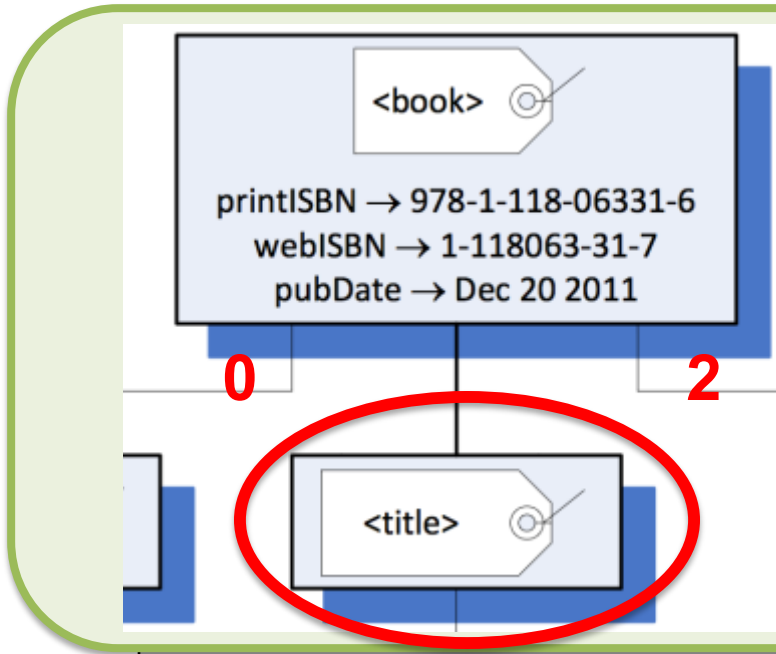 <book>
printISBN → 978-1-118-06331-6
webISBN → 1-118063-31-7
pubDate → Dec 20 2011
0 2
<title>